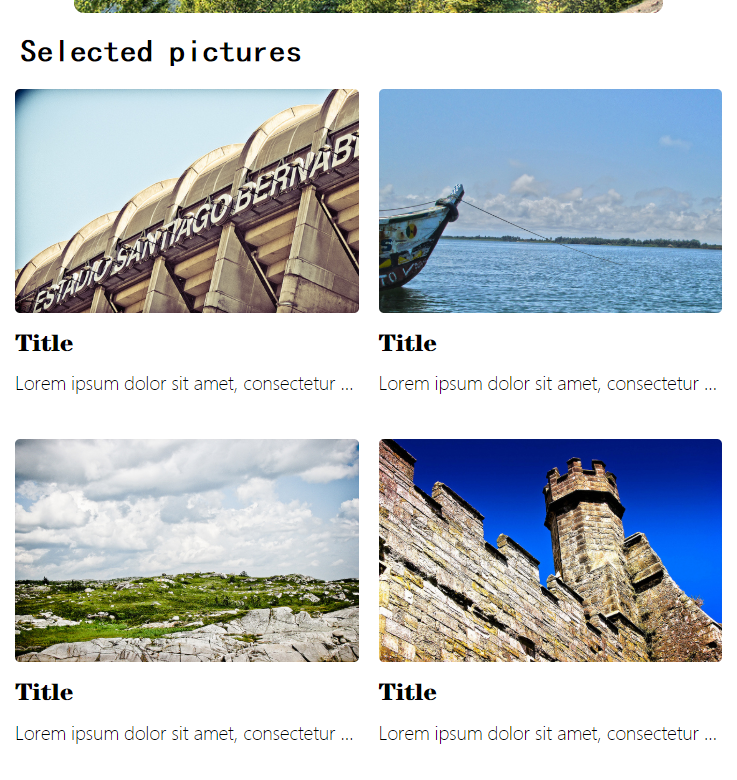 Selected pictures
ESTADIO SANTIAGO BERNABE
Title
Title
Lorem ipsum dolor sit amet, consectetur ...
Lorem ipsum dolor sit amet, consectetur ...
Title
Title
Lorem ipsum dolor sit amet, consectetur ...
Lorem ipsum dolor sit amet, consectetur ...